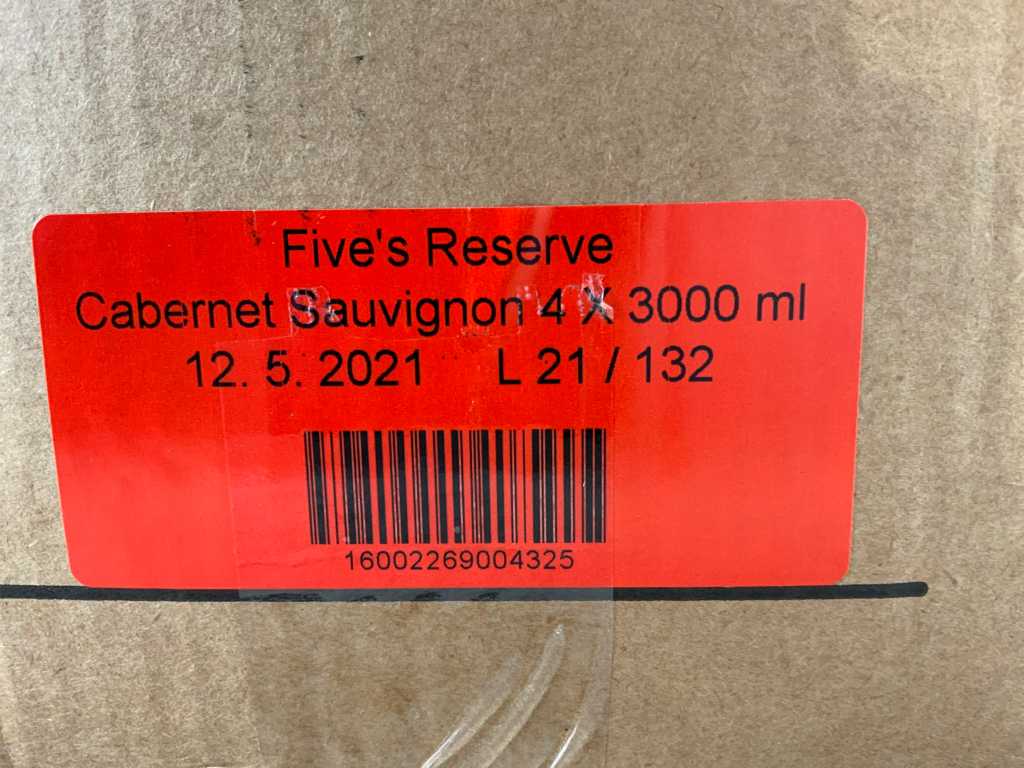 Five's Reserve
Cabernet Sauvignon 4 X 3000 ml
12. 5. 2021 L 21 / 132
16002269004325